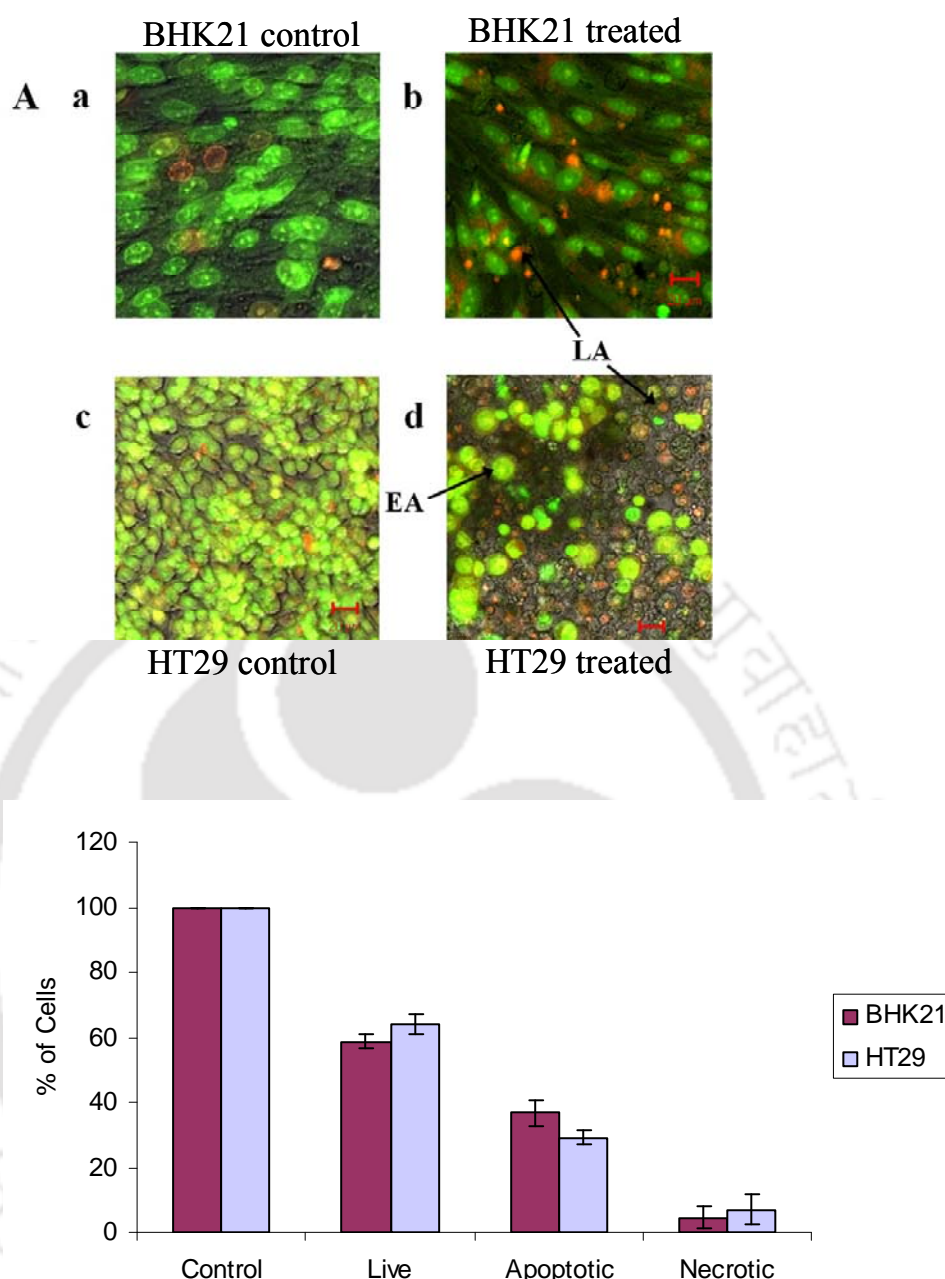 BHK21 control
BHK21 treated
A a
b
LA
c
d
EA
HT29 control
HT29 treated
120
100
80
60
40
20
0
% of Cells
Control Live Apoptotic Necrotic
BHK21
HT29